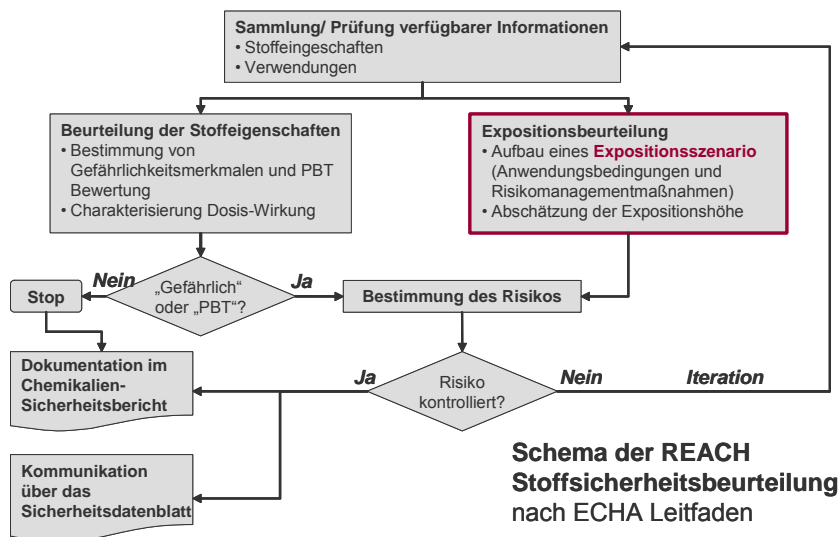 Sammlung/ Prüfung verfügbarer Informationen
• Stoffeingeschaften
• Verwendungen
Beurteilung der Stoffeigenschaften
• Bestimmung von
Gefährlichkeitsmerkmalen und PBT
Bewertung
• Charakterisierung Dosis-Wirkung
Expositionsbeurteilung
• Aufbau eines Expositionsszenario
(Anwendungsbedingungen und
Risikomanagementmaßnahmen)
• Abschätzung der Expositionshöhe
Nein
Ja
Stop
„Gefährlich“
oder „PBT“?
Bestimmung des Risikos
Dokumentation im
Chemikalien-
Sicherheitsbericht
Ja
Risiko
kontrolliert?
Nein
Iteration
Kommunikation
über das
Sicherheitsdatenblatt
Schema der REACH
Stoffsicherheitsbeurteilung
nach ECHA Leitfaden